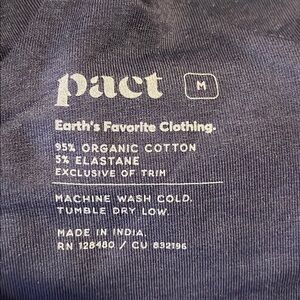 pact M
Earth's Favorite Clothing.
95% ORGANIC COTTON
5% ELASTANE
EXCLUSIVE OF TRIM
MACHINE WASH COLD.
TUMBLE DRY LOW.
MADE IN INDIA.
RN 128480 / CU 832196